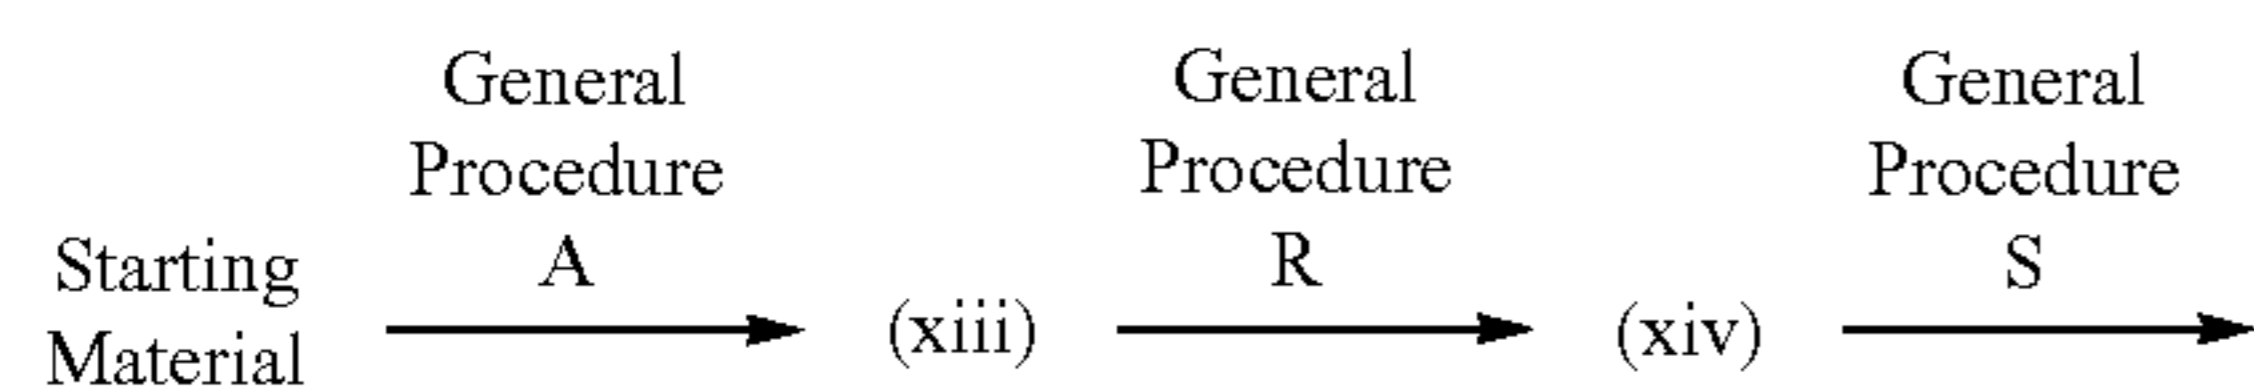 General
Procedure
A
General
Procedure
R
General
Procedure
S
Starting
Material
(xiii)
(xiv)